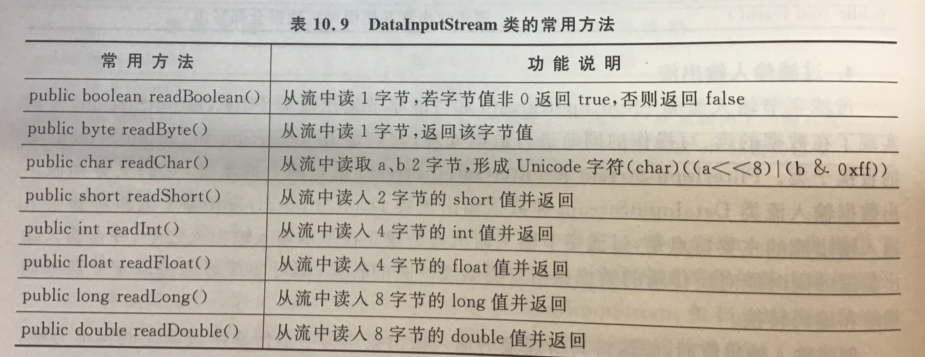 表 10.9 DataInputStream 类的常用方法
常用方法 功能说明
public boolean readBoolean() 从流中读 1 字节,若字节值非 0 返回 true,否则返回 false
public byte readByte() 从流中读 1 字节,返回该字节值
public char readChar() 从流中读取 a、b 2 字节,形成 Unicode 字符(char)((a<<8)|(b & 0xff))
public short readShort() 从流中读入 2 字节的 short 值并返回
public int readInt() 从流中读入 4 字节的 int 值并返回
public float readFloat() 从流中读入 4 字节的 float 值并返回
public long readLong() 从流中读入 8 字节的 long 值并返回
public double readDouble() 从流中读入 8 字节的 double 值并返回